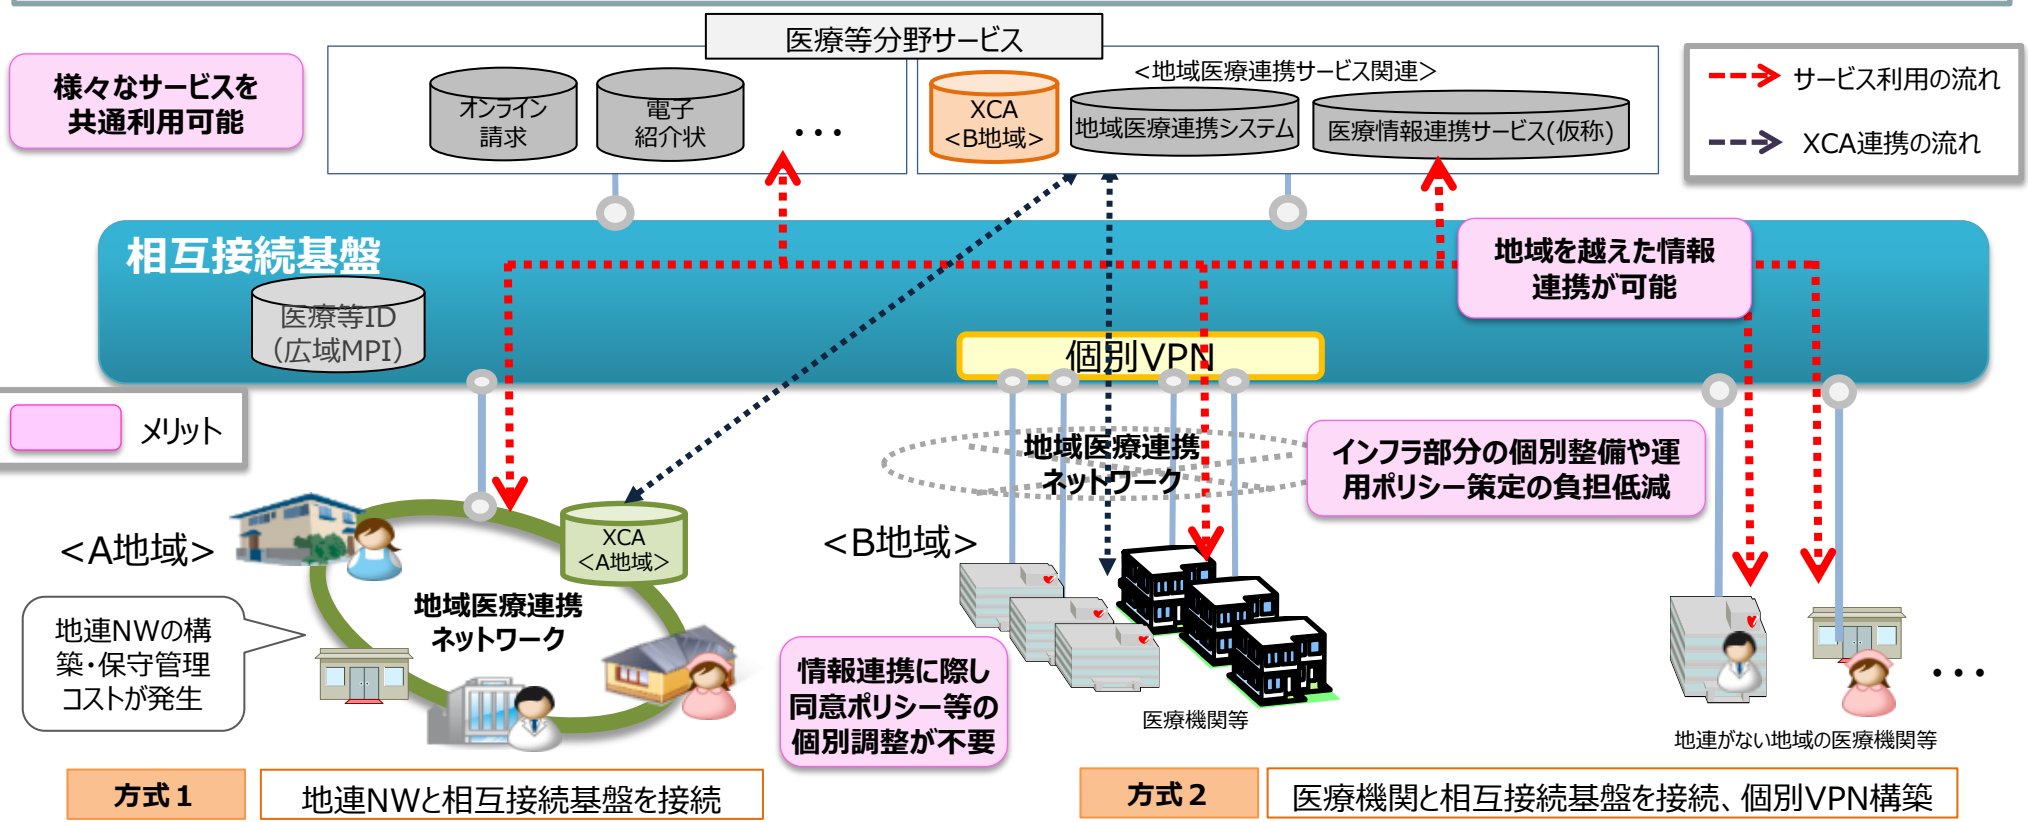 医療等分野サービス
様々なサービスを
共通利用可能
オンライン
請求
電子
紹介状
・・・
XCA
<B地域>
<地域医療連携サービス関連>
地域医療連携システム
医療情報連携サービス(仮称)
サービス利用の流れ
XCA連携の流れ
相互接続基盤
医療等ID
(広域MPI)
地域を越えた情報
連携が可能
個別VPN
メリット
地域医療連携
ネットワーク
インフラ部分の個別整備や運
用ポリシー策定の負担低減
<A地域>
XCA
<A地域>
地域医療連携
ネットワーク
地連NWの構
築・保守管理
コストが発生
<B地域>
情報連携に際し
同意ポリシー等の
個別調整が不要
医療機関等
・・・
地連がない地域の医療機関等
方式1
地連NWと相互接続基盤を接続
方式2
医療機関と相互接続基盤を接続、個別VPN構築